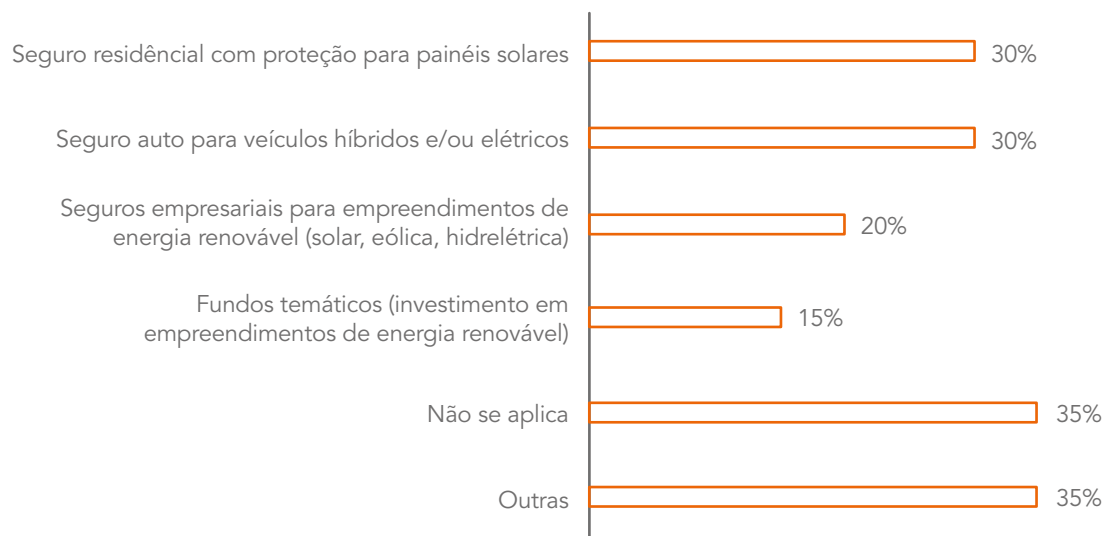 Seguro residêncial com proteção para painéis solares
30%
Seguro auto para veículos híbridos e/ou elétricos
30%
Seguros empresariais para empreendimentos de
energia renovável (solar, eólica, hidrelétrica)
20%
Fundos temáticos (investimento em
empreendimentos de energia renovável)
15%
Não se aplica
35%
Outras
35%